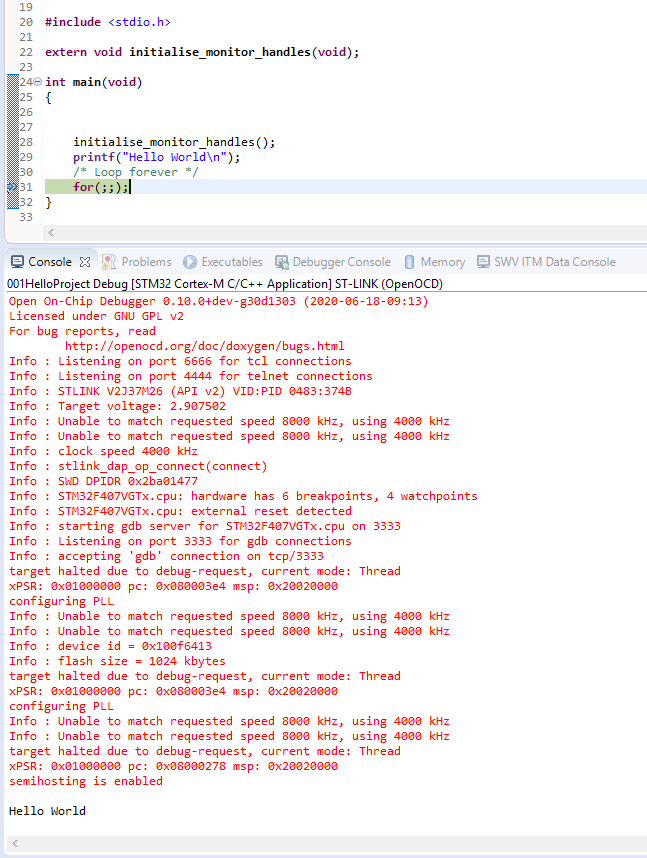 19
20 #include <stdio.h>
21
22 extern void initialise_monitor_handles(void);
23
24 int main(void)
25 {
26
27
28 initialise_monitor_handles();
29 printf("Hello World\n");
30 /* Loop forever */
31 for(;;);
32 }
33
Console Problems Executables Debugger Console Memory SWV ITM Data Console
001HelloProject Debug [STM32 Cortex-M C/C++ Application] ST-LINK (OpenOCD)
Open On-Chip Debugger 0.10.0+dev-g30d1303 (2020-06-18-09:13)
Licensed under GNU GPL v2
For bug reports, read
http://openocd.org/doc/doxygen/bugs.html
Info : Listening on port 6666 for tcl connections
Info : Listening on port 4444 for telnet connections
Info : STLINK V2J37M26 (API v2) VID:PID 0483:374B
Info : Target voltage: 2.907502
Info : Unable to match requested speed 8000 kHz, using 4000 kHz
Info : Unable to match requested speed 8000 kHz, using 4000 kHz
Info : clock speed 4000 kHz
Info : stlink_dap_op_connect(connect)
Info : SWD DPIDR 0x2ba01477
Info : STM32F407VGTx.cpu: hardware has 6 breakpoints, 4 watchpoints
Info : STM32F407VGTx.cpu: external reset detected
Info : starting gdb server for STM32F407VGTx.cpu on 3333
Info : Listening on port 3333 for gdb connections
Info : accepting 'gdb' connection on tcp/3333
target halted due to debug-request, current mode: Thread
xPSR: 0x01000000 pc: 0x080003e4 msp: 0x20020000
configuring PLL
Info : Unable to match requested speed 8000 kHz, using 4000 kHz
Info : Unable to match requested speed 8000 kHz, using 4000 kHz
Info : device id = 0x100f6413
Info : flash size = 1024 kbytes
target halted due to debug-request, current mode: Thread
xPSR: 0x01000000 pc: 0x080003e4 msp: 0x20020000
configuring PLL
Info : Unable to match requested speed 8000 kHz, using 4000 kHz
Info : Unable to match requested speed 8000 kHz, using 4000 kHz
target halted due to debug-request, current mode: Thread
xPSR: 0x01000000 pc: 0x08000278 msp: 0x20020000
semihosting is enabled
Hello World